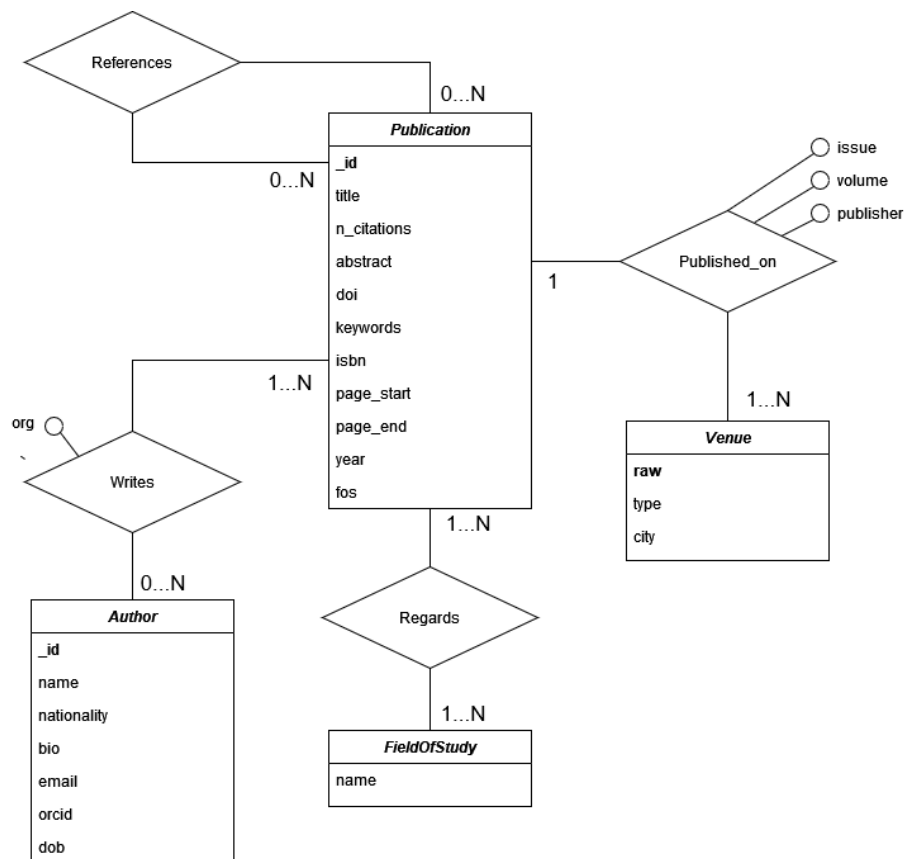 References
0...N
Publication
_id
title
n_citations
abstract
doi
keywords
isbn
page_start
page_end
year
fos
0...N
issue
volume
publisher
Published_on
1
1...N
Venue
raw
type
city
1...N
org
Writes
0...N
Author
_id
name
nationality
bio
email
orcid
dob
1...N
Regards
1...N
FieldOfStudy
name